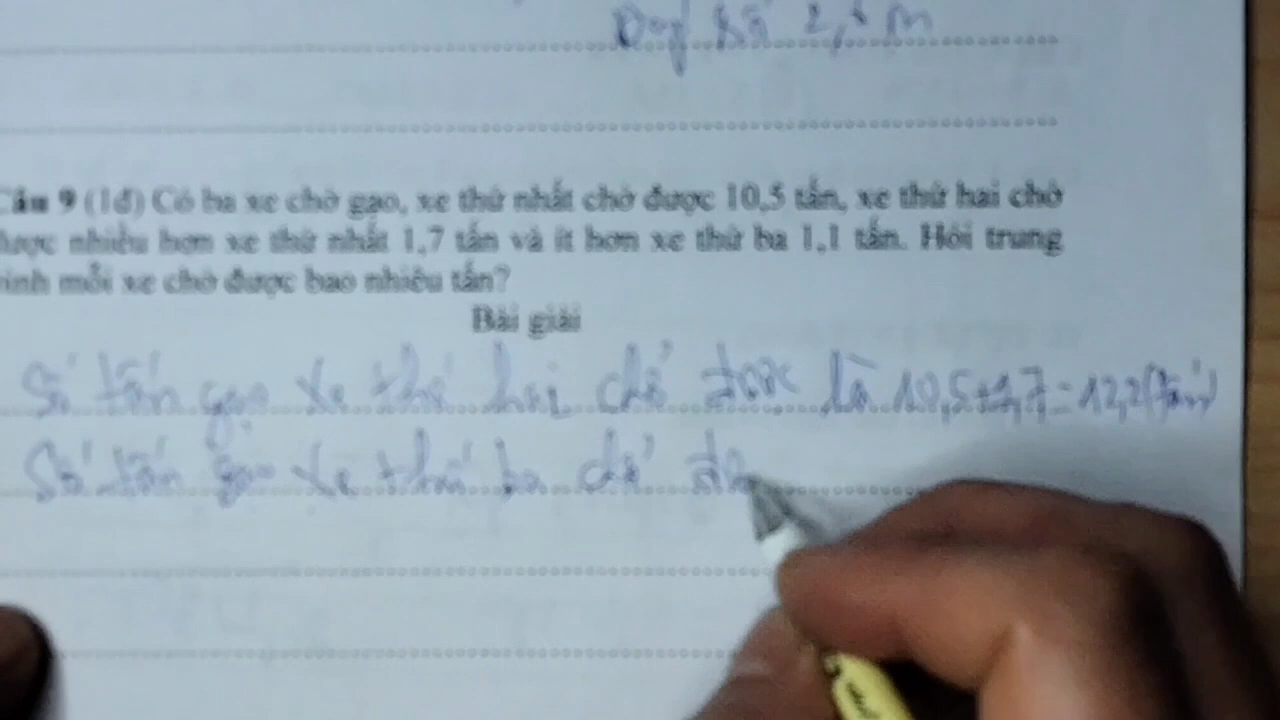 Đáp số 2, m
Câu 9 (1đ) Có ba xe chở gạo, xe thứ nhất chở được 10,5 tấn, xe thứ hai chở
được nhiều hơn xe thứ nhất 1,7 tấn và ít hơn xe thứ ba 1,1 tấn. Hỏi trung
bình mỗi xe chở được bao nhiêu tấn?
Bài giải
Số tấn gạo xe thứ hai chở được là 10,5+1,7=12,2(tấn)
Số tấn gạo xe thứ ba chở đư